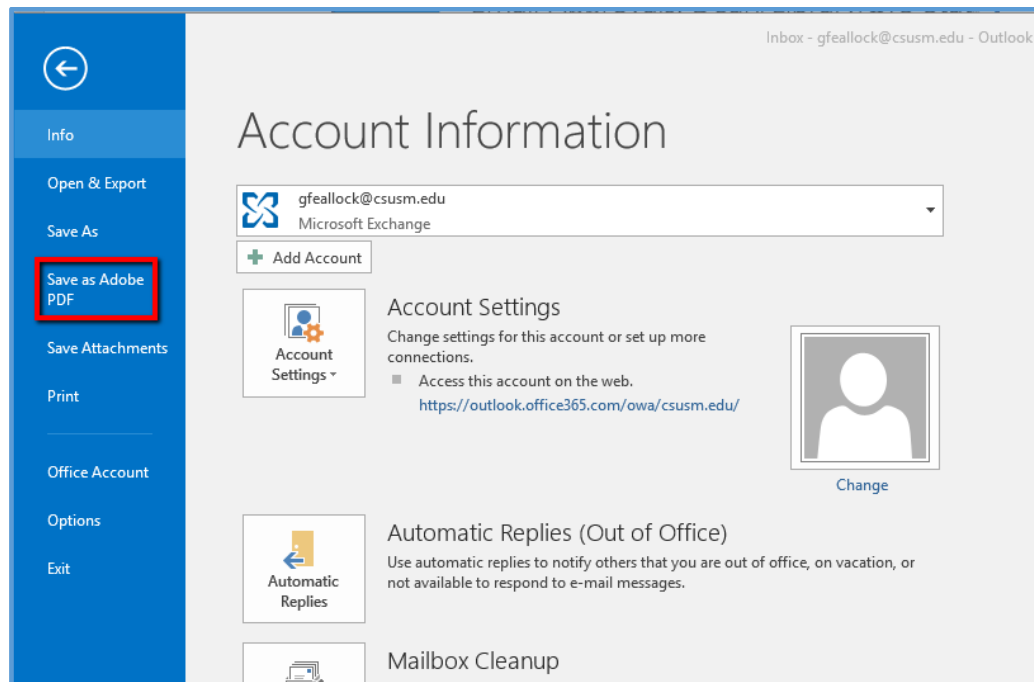 Inbox - gfeallock@csusm.edu - Outlook
Info
Open & Export
Save As
Save as Adobe
PDF
Save Attachments
Print
Office Account
Options
Exit
Account Information
gfeallock@csusm.edu
Microsoft Exchange
Add Account
Account
Settings
Account Settings
Change settings for this account or set up more
connections.
Access this account on the web.
https://outlook.office365.com/owa/csusm.edu/
Change
Automatic
Replies
Automatic Replies (Out of Office)
Use automatic replies to notify others that you are out of office, on vacation, or
not available to respond to e-mail messages.
Mailbox Cleanup